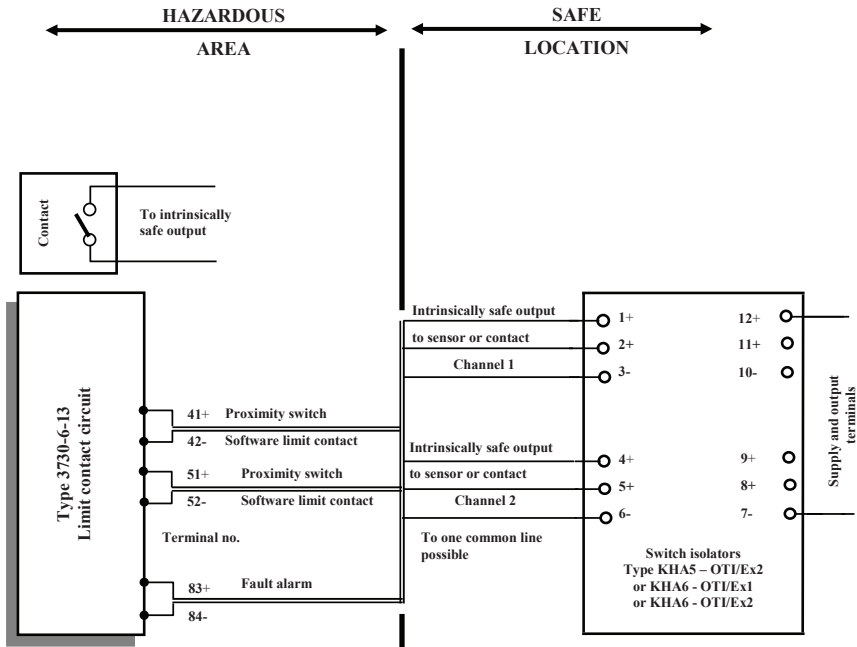 HAZARDOUS
AREA
SAFE
LOCATION
Contact
To intrinsically
safe output
Type 3730-6-13
Limit contact circuit
41+ Proximity switch
42- Software limit contact
51+ Proximity switch
52- Software limit contact
Terminal no.
83+ Fault alarm
84-
Intrinsically safe output
to sensor or contact
Channel 1
Intrinsically safe output
to sensor or contact
Channel 2
To one common line
possible
1+ 12+
2+ 11+
3- 10-
4+ 9+
5+ 8+
6- 7-
Switch isolators
Type KHA5 – OTI/Ex2
or KHA6 - OTI/Ex1
or KHA6 - OTI/Ex2
Supply and output
terminals